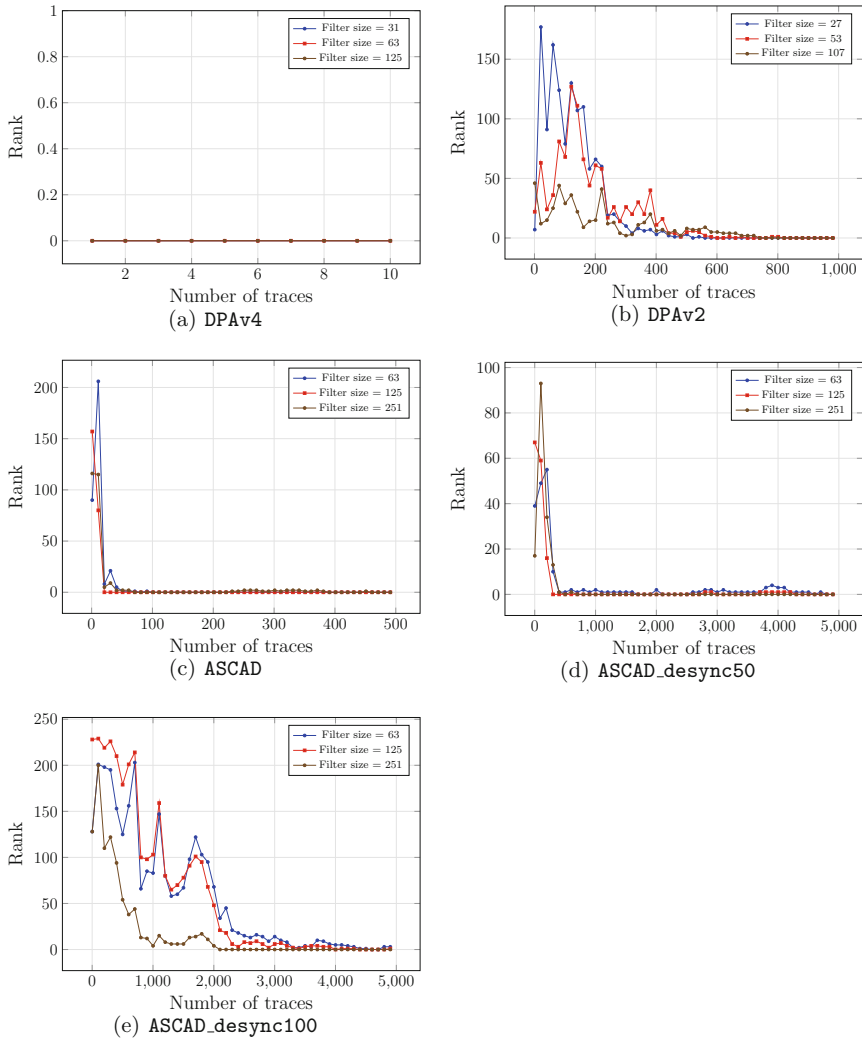 Filter size = 31
Filter size = 63
Filter size = 125
1
0.8
0.6
0.4
0.2
0
Rank
2 4 6 8 10
Number of traces
(a) DPAv4
Filter size = 27
Filter size = 53
Filter size = 107
150
100
50
0
Rank
0 200 400 600 800 1,000
Number of traces
(b) DPAv2
Filter size = 63
Filter size = 125
Filter size = 251
200
150
100
50
0
Rank
0 100 200 300 400 500
Number of traces
(c) ASCAD
Filter size = 63
Filter size = 125
Filter size = 251
100
80
60
40
20
0
Rank
0 1,000 2,000 3,000 4,000 5,000
Number of traces
(d) ASCAD_desync50
Filter size = 63
Filter size = 125
Filter size = 251
250
200
150
100
50
0
Rank
0 1,000 2,000 3,000 4,000 5,000
Number of traces
(e) ASCAD_desync100